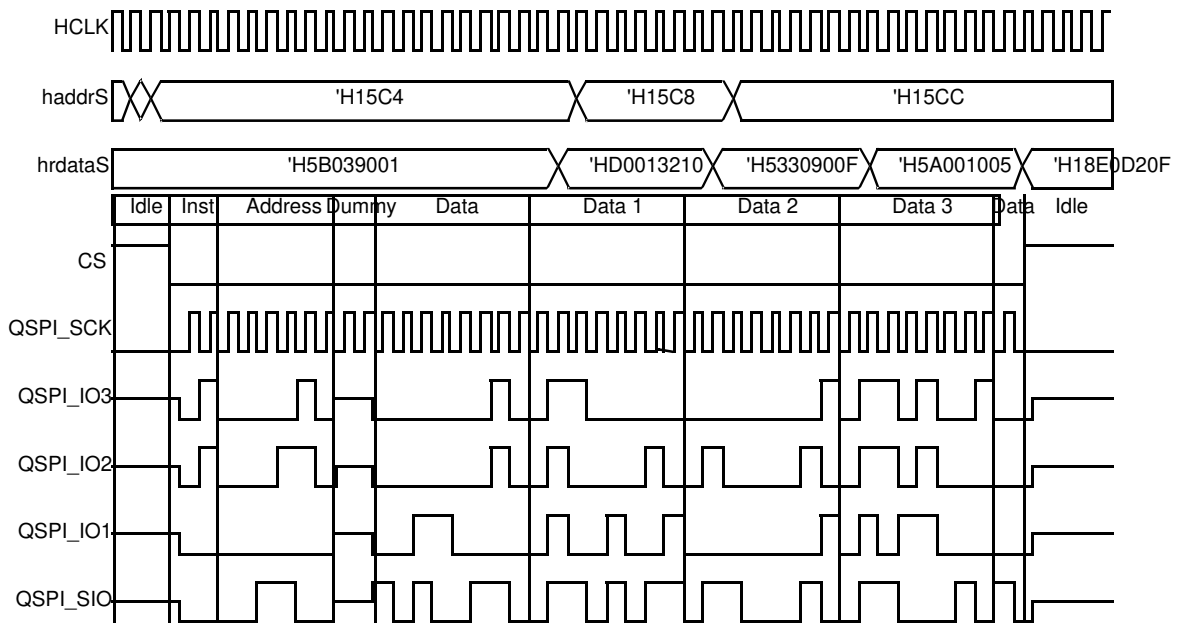 HCLK
haddrS 'H15C4 'H15C8 'H15CC
hrdataS 'H5B039001 'HD0013210 'H5330900F 'H5A001005 'H18E0D20F
Idle Inst Address Dummy Data Data 1 Data 2 Data 3 Data Idle
CS
QSPI_SCK
QSPI_IO3
QSPI_IO2
QSPI_IO1
QSPI_SIO